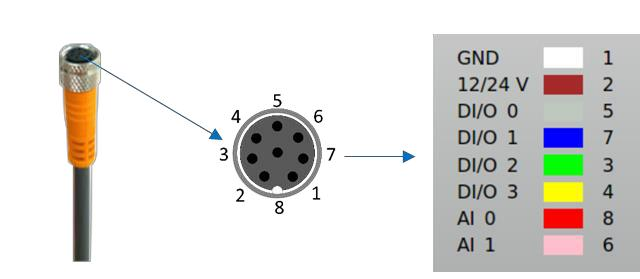 5
4 6
3 7
2 1
8
GND 1
12/24 V 2
DI/O 0 5
DI/O 1 7
DI/O 2 3
DI/O 3 4
AI 0 8
AI 1 6